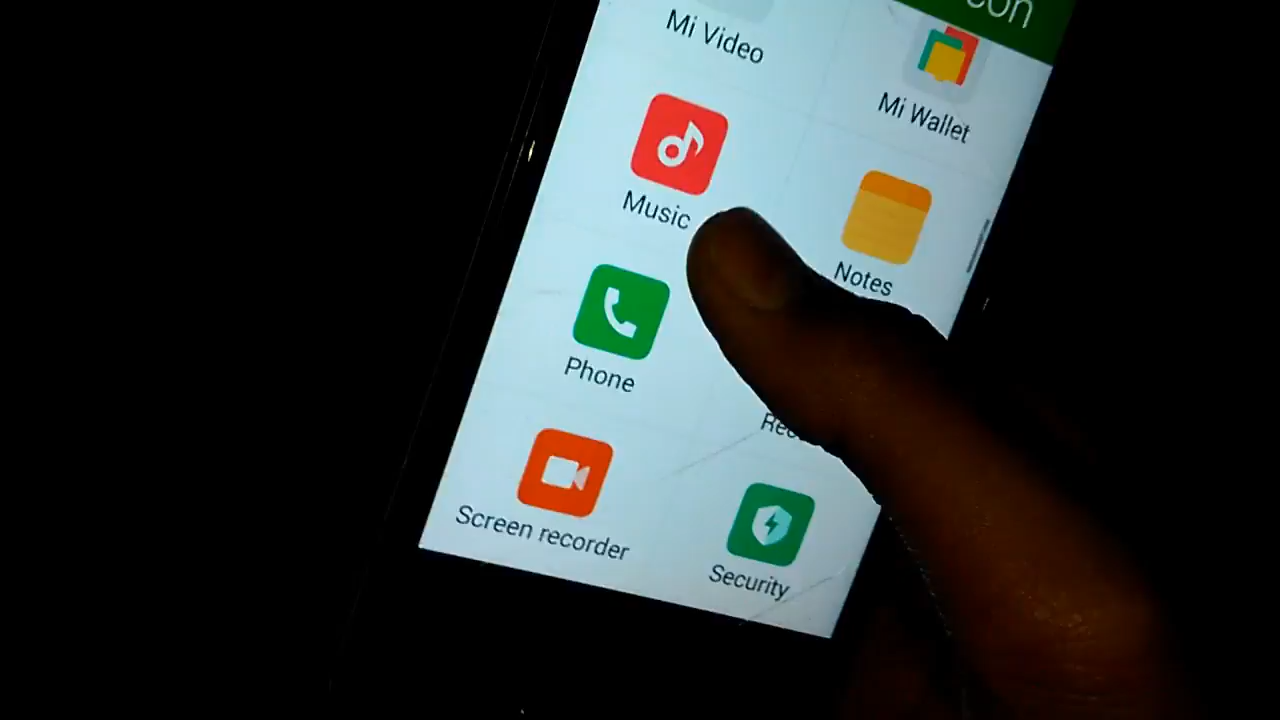 Mi Video
Mi Wallet
Music
Notes
Phone
Screen recorder
Security